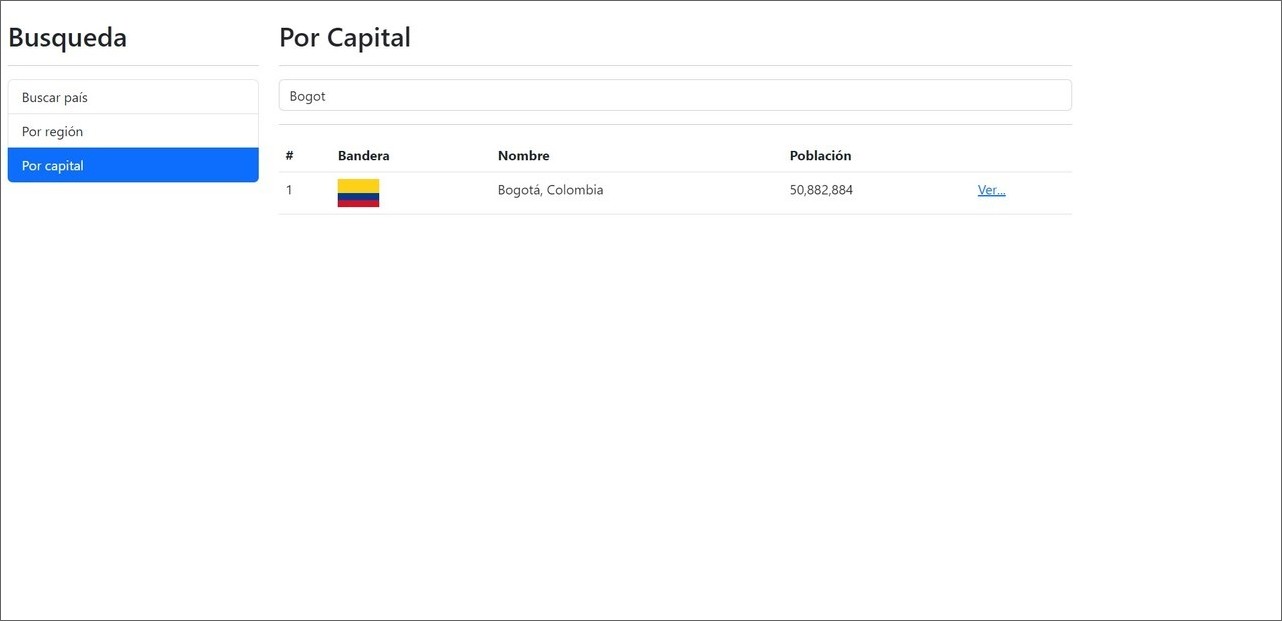 Busqueda
Buscar país
Por región
Por capital
Por Capital
Bogot
# Bandera Nombre Población
1 Bogotá, Colombia 50,882,884 Ver...